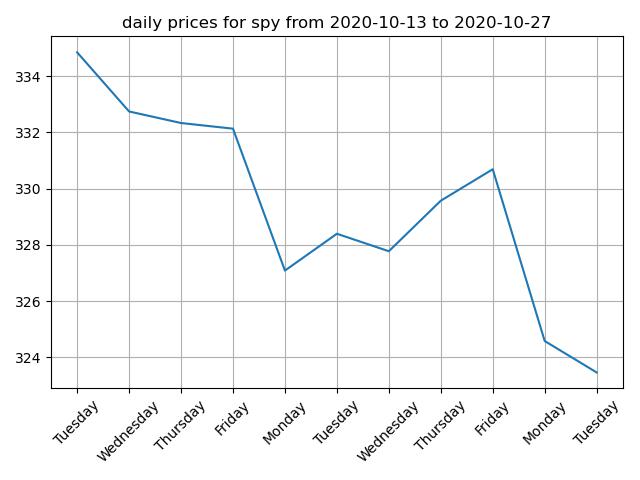 daily prices for spy from 2020-10-13 to 2020-10-27
334
332
330
328
326
324
Tuesday
Wednesday
Thursday
Friday
Monday
Tuesday
Wednesday
Thursday
Friday
Monday
Tuesday